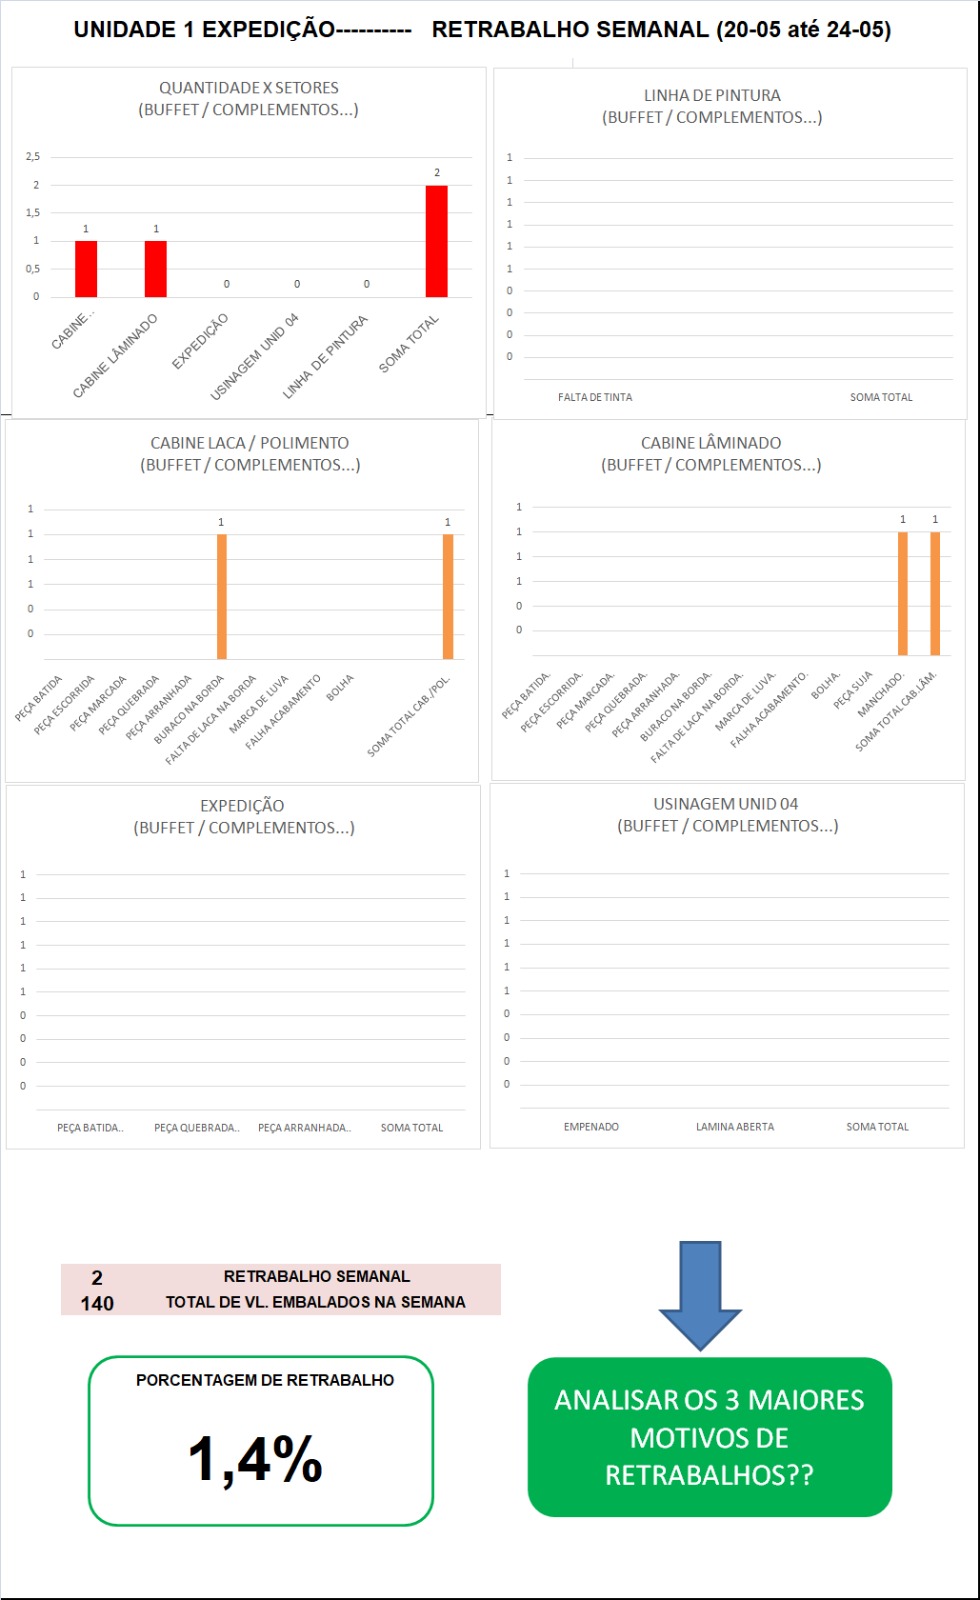 UNIDADE 1 EXPEDIÇÃO---------- RETRABALHO SEMANAL (20-05 até 24-05)
QUANTIDADE X SETORES
(BUFFET / COMPLEMENTOS...)
2,5
2
1,5
1
0,5
0
1
1
0
0
0
2
CABINE..
CABINE LÂMINADO
EXPEDIÇÃO
USINAGEM UNID 04
LINHA DE PINTURA
SOMA TOTAL
LINHA DE PINTURA
(BUFFET / COMPLEMENTOS...)
1
1
1
1
1
1
0
0
0
0
FALTA DE TINTA
SOMA TOTAL
CABINE LACA / POLIMENTO
(BUFFET / COMPLEMENTOS...)
1
1
1
1
0
0
1
1
PEÇA BATIDA
PEÇA ESCORRIDA
PEÇA MARCADA
PEÇA QUEBRADA
PEÇA ARRANHADA
BURACO NA BORDA
FALTA DE LACA NA BORDA
MARCA DE LUVA
FALHA ACABAMENTO
BOLHA
SOMA TOTAL CAB./POL.
CABINE LÂMINADO
(BUFFET / COMPLEMENTOS...)
1
1
1
1
0
0
1
1
PEÇA BATIDA.
PEÇA ESCORRIDA.
PEÇA MARCADA.
PEÇA QUEBRADA.
PEÇA ARRANHADA.
BURACO NA BORDA.
FALTA DE LACA NA BORDA.
MARCA DE LUVA.
FALHA ACABAMENTO.
BOLHA.
PEÇA SUJA
MANCHADO.
SOMA TOTAL CAB.LÂM.
EXPEDIÇÃO
(BUFFET / COMPLEMENTOS...)
1
1
1
1
1
1
0
0
0
0
PEÇA BATIDA..
PEÇA QUEBRADA..
PEÇA ARRANHADA..
SOMA TOTAL
USINAGEM UNID 04
(BUFFET / COMPLEMENTOS...)
1
1
1
1
1
1
0
0
0
0
EMPENADO
LAMINA ABERTA
SOMA TOTAL
2 RETRABALHO SEMANAL
140 TOTAL DE VL. EMBALADOS NA SEMANA
PORCENTAGEM DE RETRABALHO
1,4%
ANALISAR OS 3 MAIORES
MOTIVOS DE
RETRABALHOS??